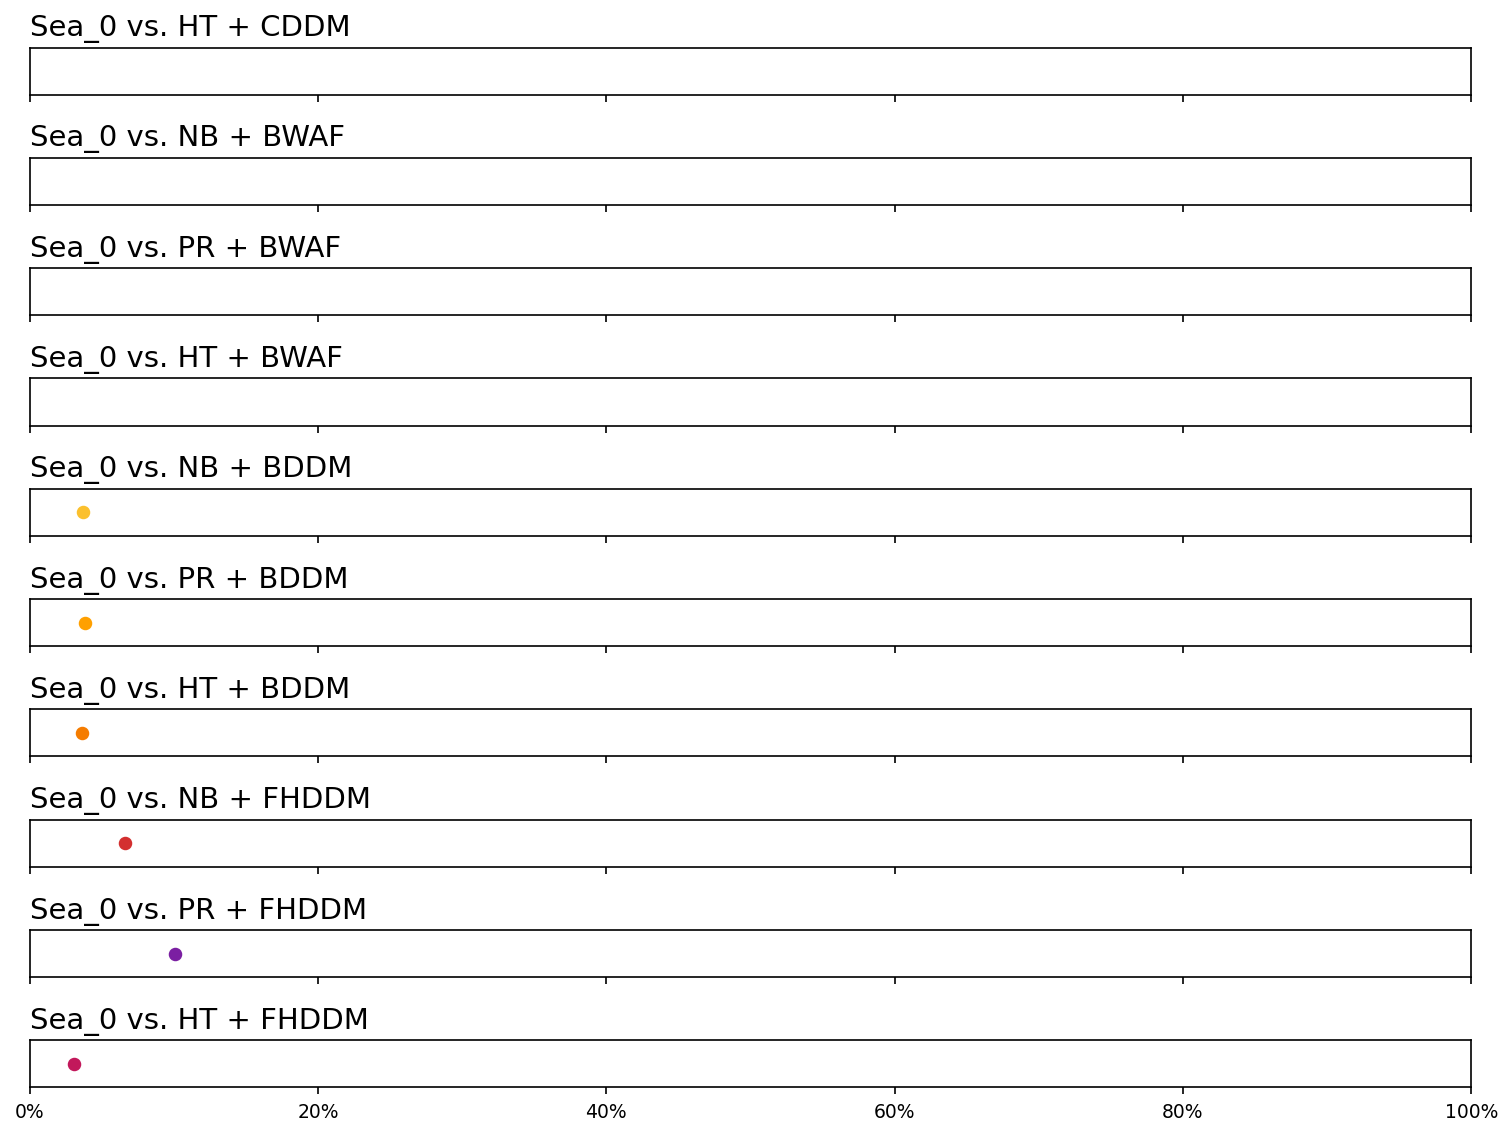 Sea_0 vs. HT + CDDM
Sea_0 vs. NB + BWAF
Sea_0 vs. PR + BWAF
Sea_0 vs. HT + BWAF
Sea_0 vs. NB + BDDM
Sea_0 vs. PR + BDDM
Sea_0 vs. HT + BDDM
Sea_0 vs. NB + FHDDM
Sea_0 vs. PR + FHDDM
Sea_0 vs. HT + FHDDM
0% 20% 40% 60% 80% 100%